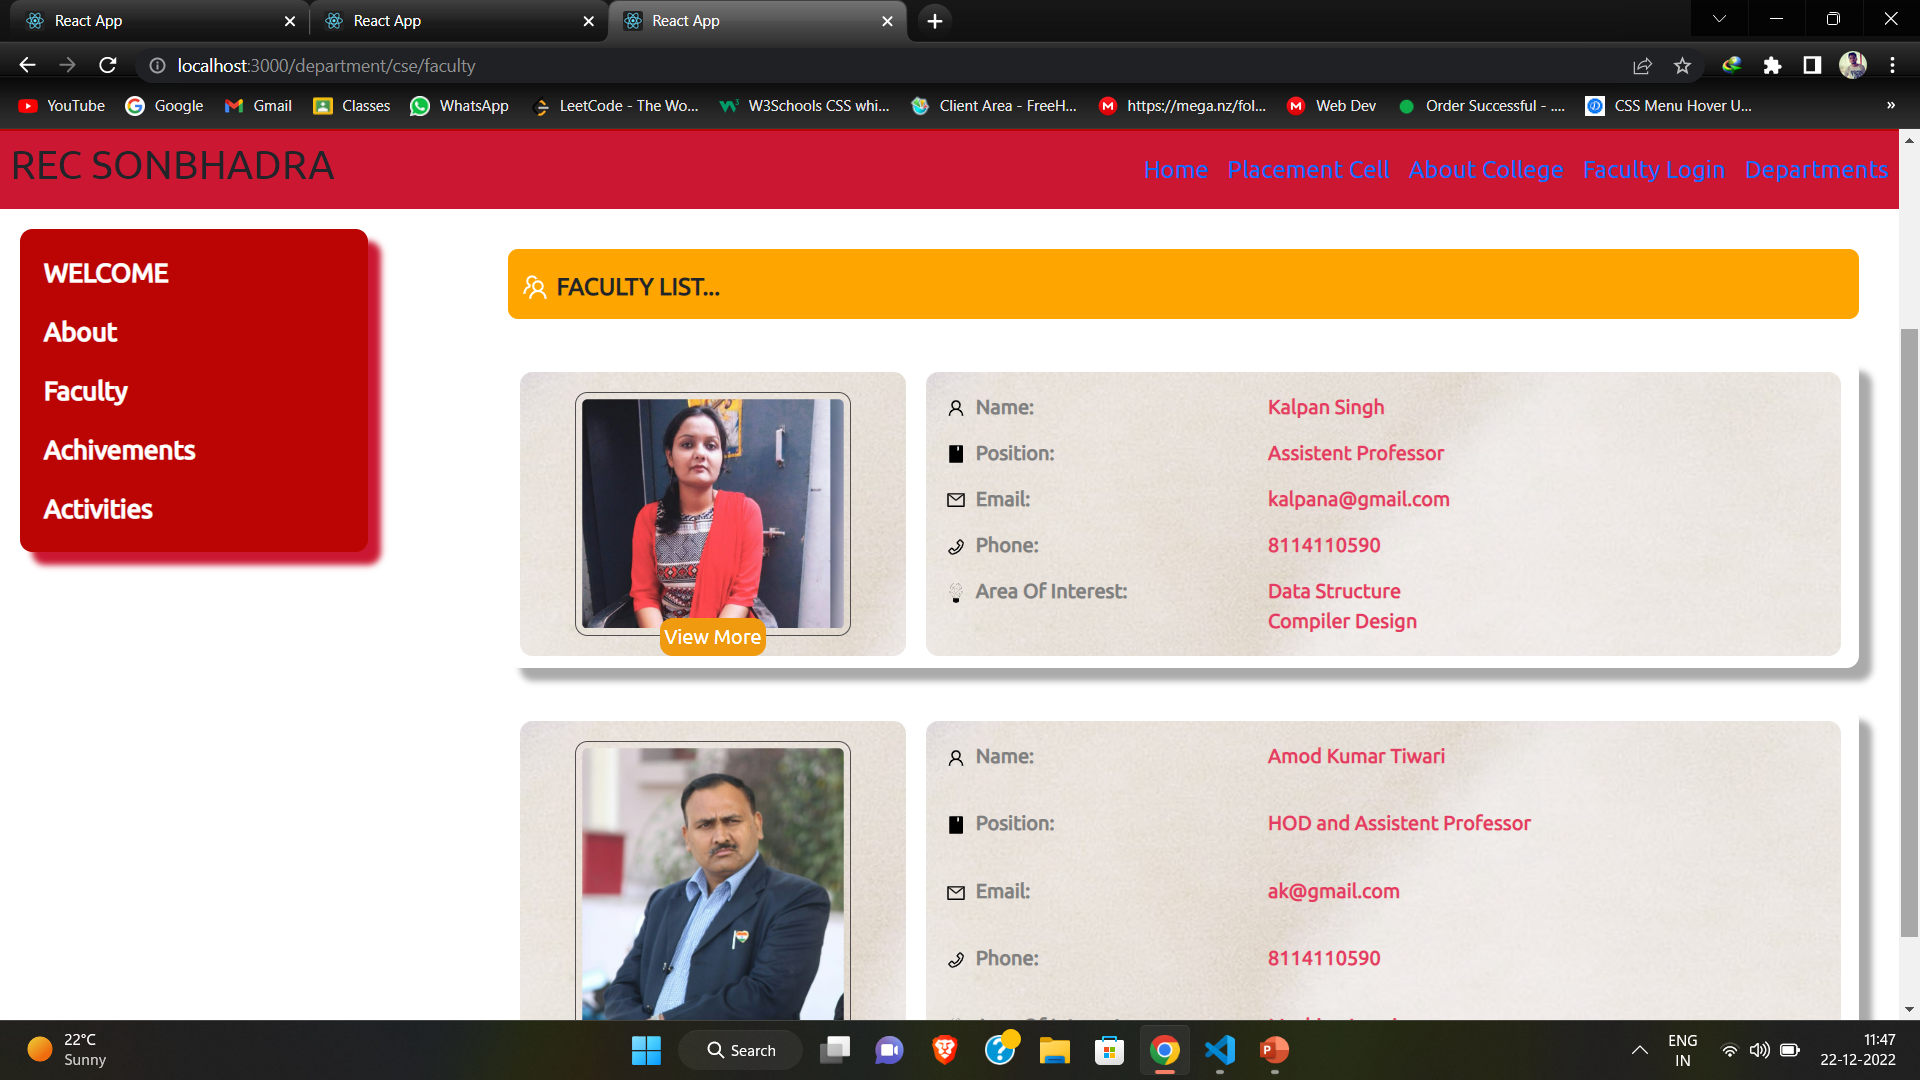 React App
React App
React App
localhost:3000/department/cse/faculty
YouTube
Google
Gmail
Classes
WhatsApp
LeetCode - The Wo...
W3Schools CSS whi...
Client Area - FreeH...
https://mega.nz/fol...
Web Dev
Order Successful - ....
CSS Menu Hover U...
»
REC SONBHADRA
Home
Placement Cell
About College
Faculty Login
Departments
WELCOME
About
Faculty
Achivements
Activities
FACULTY LIST...
View More
Name: Kalpan Singh
Position: Assistent Professor
Email: kalpana@gmail.com
Phone: 8114110590
Area Of Interest: Data Structure
Compiler Design
Name: Amod Kumar Tiwari
Position: HOD and Assistent Professor
Email: ak@gmail.com
Phone: 8114110590
22°C
Sunny
Search
ENG
IN
11:47
22-12-2022